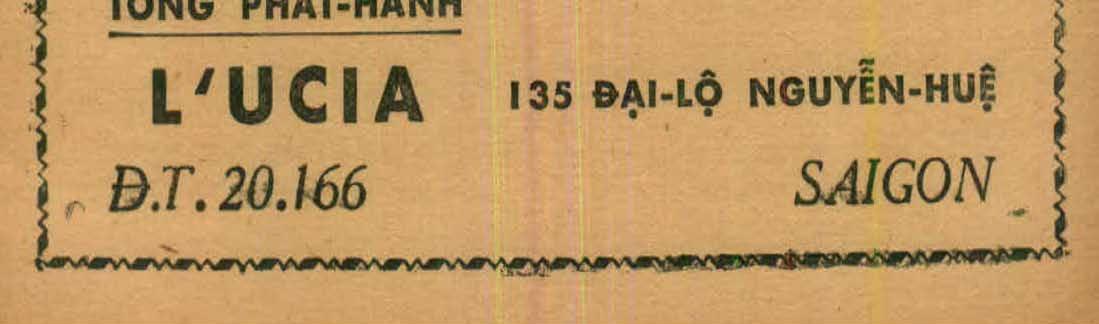 TỔNG PHÁT-HÀNH
L'UCIA 135 ĐẠI-LỘ NGUYỄN-HUỆ
Đ.T. 20.166 SAIGON